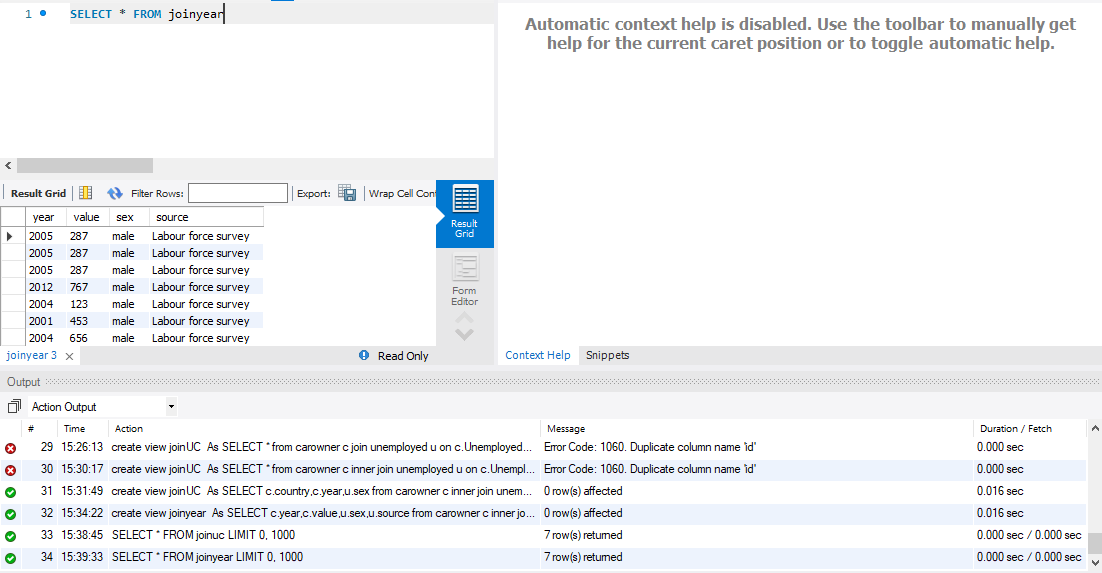 1 SELECT * FROM joinyear
Automatic context help is disabled. Use the toolbar to manually get
help for the current caret position or to toggle automatic help.
Result Grid Filter Rows: Export: Wrap Cell Con
year value sex source
2005 287 male Labour force survey
2005 287 male Labour force survey
2005 287 male Labour force survey
2012 767 male Labour force survey
2004 123 male Labour force survey
2001 453 male Labour force survey
2004 656 male Labour force survey
Result
Grid
Form
Editor
joinyear 3 Read Only
Context Help Snippets
Output
Action Output
# Time Action Message Duration / Fetch
29 15:26:13 create view joinUC As SELECT * from carowner c join unemployed u on c.Unemployed... Error Code: 1060. Duplicate column name 'id' 0.000 sec
30 15:30:17 create view joinUC As SELECT * from carowner c inner join unemployed u on c.Unempl... Error Code: 1060. Duplicate column name 'id' 0.000 sec
31 15:31:49 create view joinUC As SELECT c.country,c.year,u.sex from carowner c inner join unem... 0 row(s) affected 0.016 sec
32 15:34:22 create view joinyear As SELECT c.year,c.value,u.sex,u.source from carowner c inner jo... 0 row(s) affected 0.016 sec
33 15:38:45 SELECT * FROM joinuc LIMIT 0, 1000 7 row(s) returned 0.000 sec / 0.000 sec
34 15:39:33 SELECT * FROM joinyear LIMIT 0, 1000 7 row(s) returned 0.000 sec / 0.000 sec